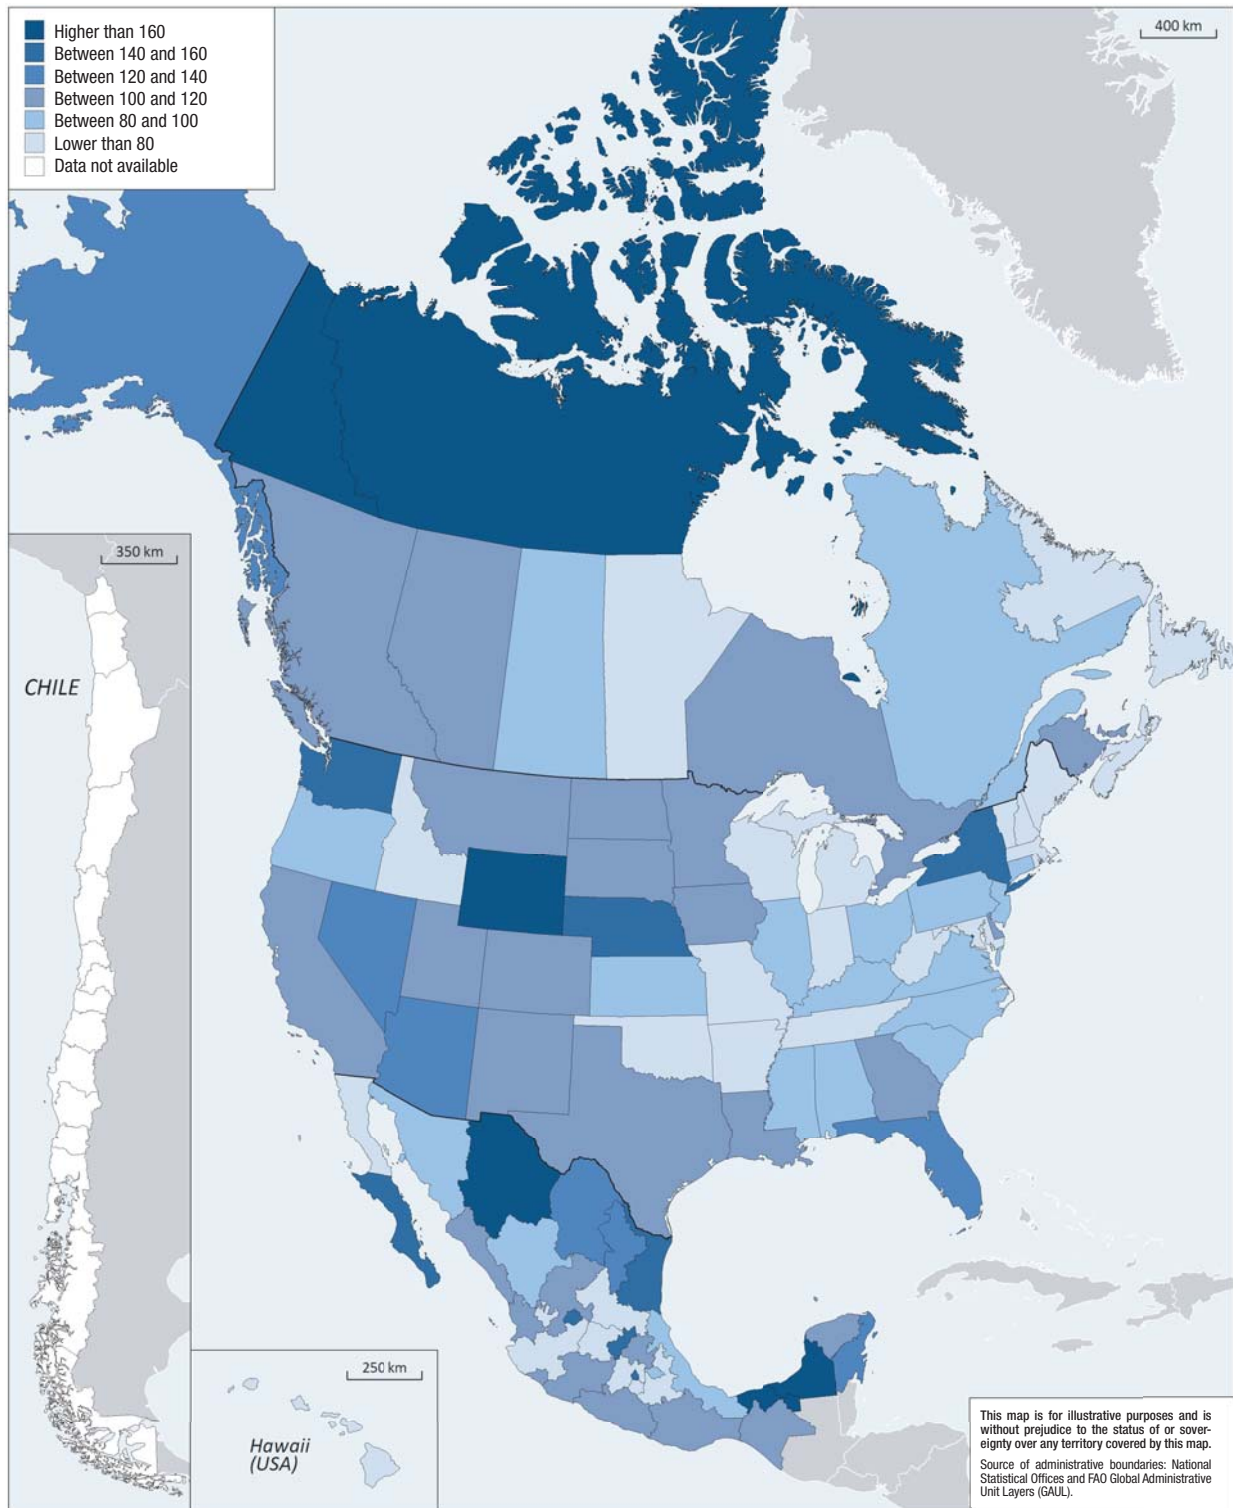 Higher than 160
Between 140 and 160
Between 120 and 140
Between 100 and 120
Between 80 and 100
Lower than 80
Data not available
400 km
350 km
CHILE
250 km
Hawaii
(USA)
This map is for illustrative purposes and is
without prejudice to the status of or sover-
eignty over any territory covered by this map.
Source of administrative boundaries: National
Statistical Offices and FAO Global Administrative
Unit Layers (GAUL).